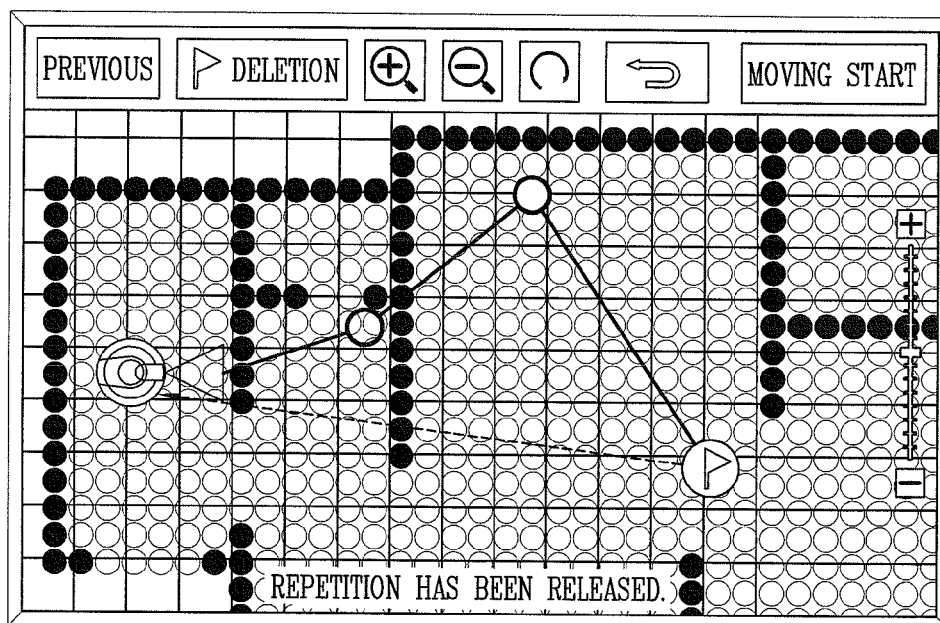 PREVIOUS
DELETION
MOVING START
REPETITION HAS BEEN RELEASED.